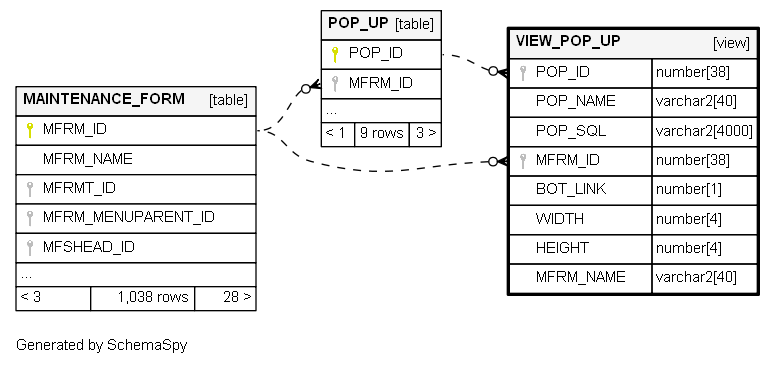 POP_UP [table]
POP_ID
MFRM_ID
...
< 1 9 rows 3 >
VIEW_POP_UP [view]
POP_ID number[38]
POP_NAME varchar2[40]
POP_SQL varchar2[4000]
MFRM_ID number[38]
BOT_LINK number[1]
WIDTH number[4]
HEIGHT number[4]
MFRM_NAME varchar2[40]
MAINTENANCE_FORM [table]
MFRM_ID
MFRM_NAME
MFRMT_ID
MFRM_MENUPARENT_ID
MFSHEAD_ID
...
< 3 1,038 rows 28 >
Generated by SchemaSpy